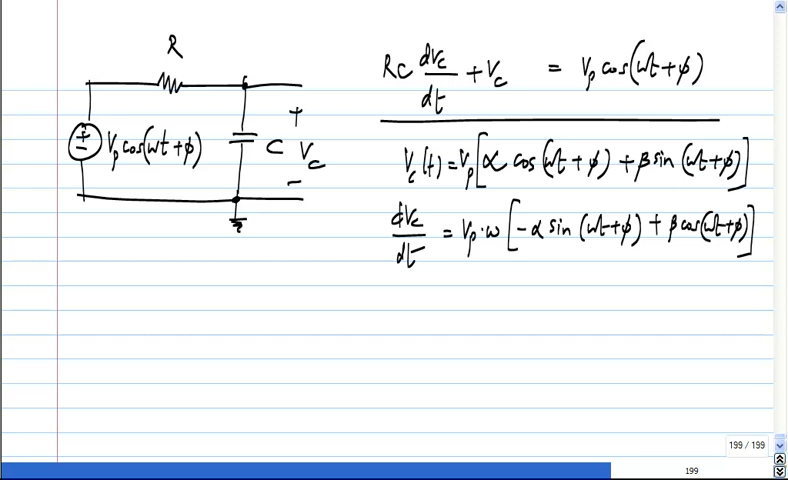 R
RC dVc/dt + Vc = Vp cos(ωt + φ)
+
− Vp cos(ωt + φ)
+
C Vc
−
Vc(t) = Vp[α cos(ωt + φ) + β sin(ωt + φ)]
dVc/dt = Vp · ω [−α sin(ωt + φ) + β cos(ωt + φ)]
199 / 199
199